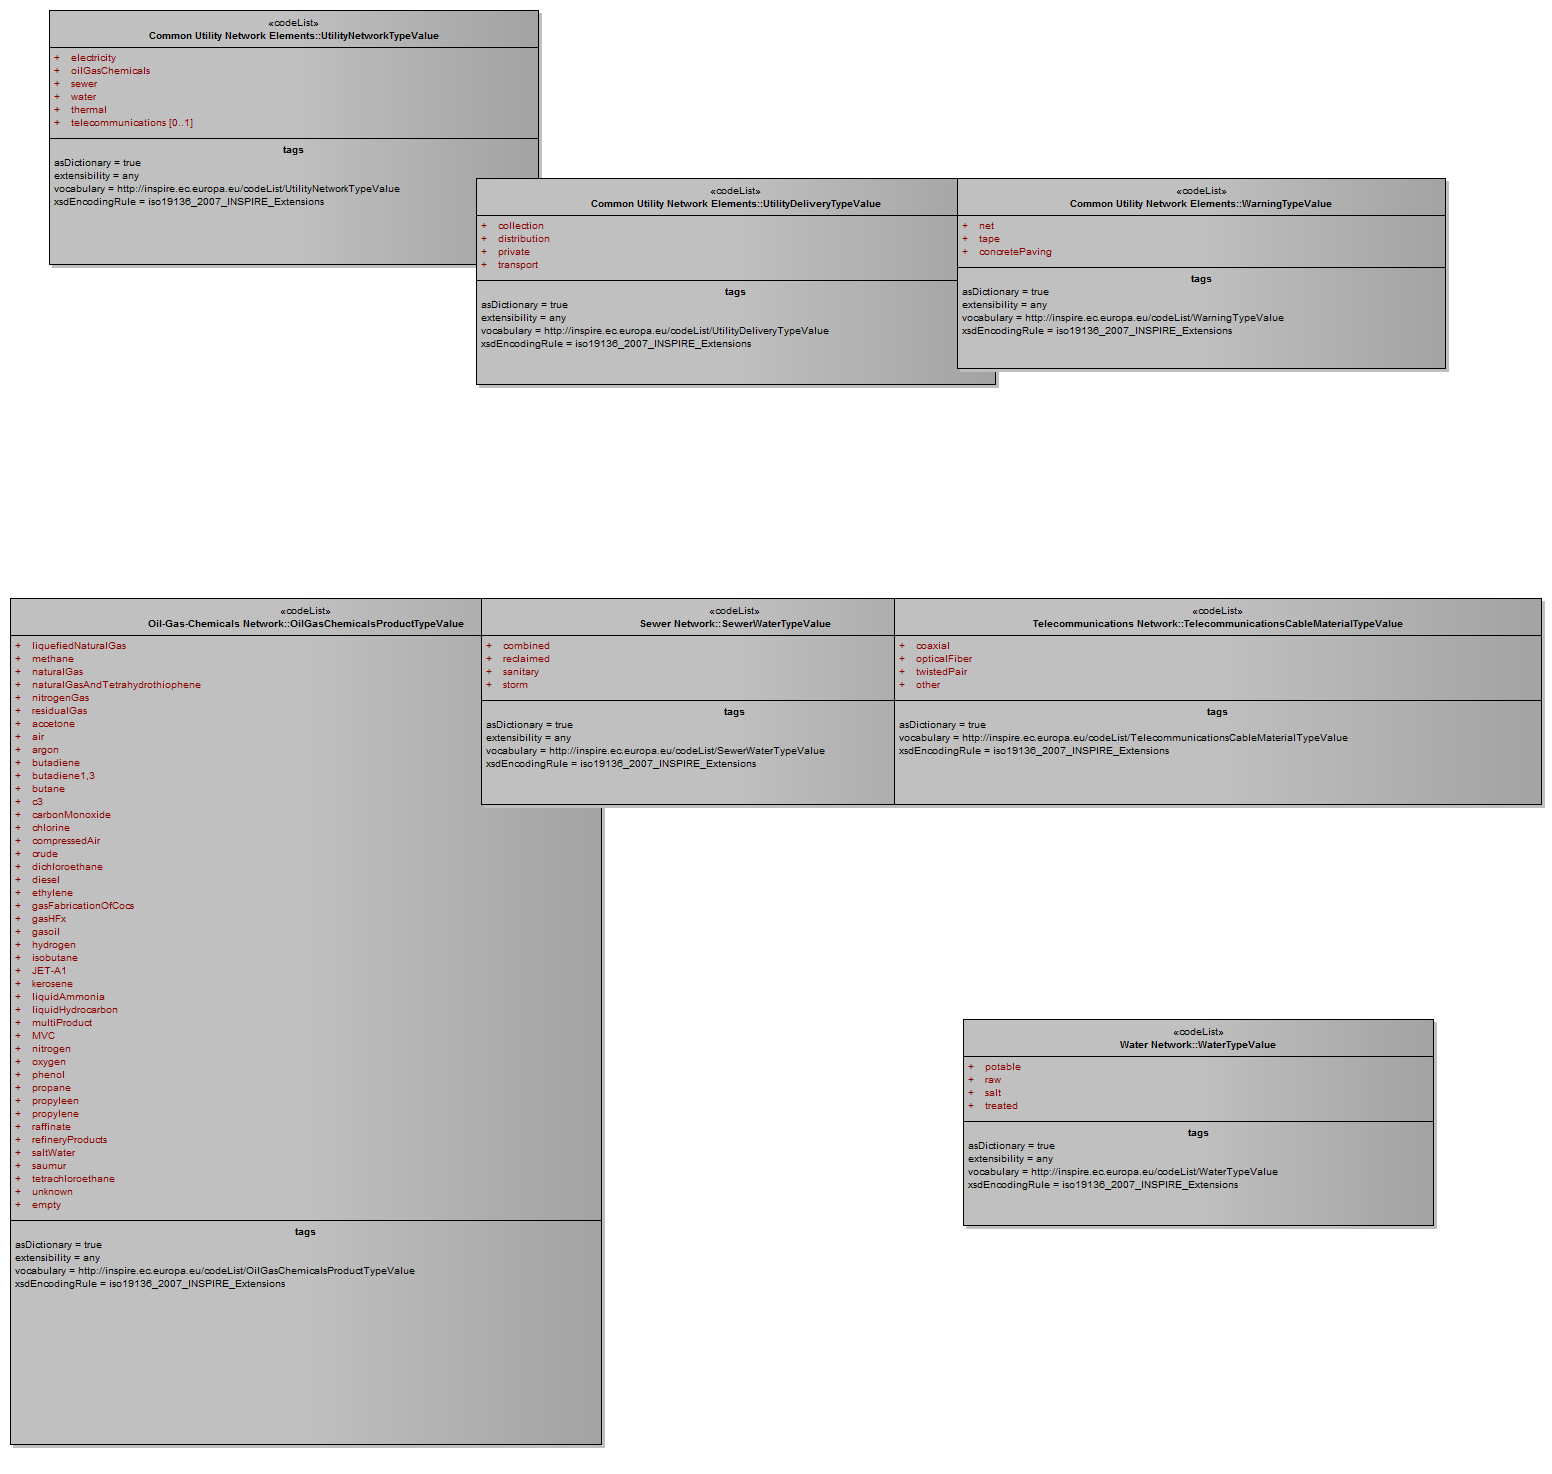 «codeList»
Common Utility Network Elements::UtilityNetworkTypeValue
+ electricity
+ oilGasChemicals
+ sewer
+ water
+ thermal
+ telecommunications [0..1]
tags
asDictionary = true
extensibility = any
vocabulary = http://inspire.ec.europa.eu/codeList/UtilityNetworkTypeValue
xsdEncodingRule = iso19136_2007_INSPIRE_Extensions
«codeList»
Common Utility Network Elements::UtilityDeliveryTypeValue
+ collection
+ distribution
+ private
+ transport
tags
asDictionary = true
extensibility = any
vocabulary = http://inspire.ec.europa.eu/codeList/UtilityDeliveryTypeValue
xsdEncodingRule = iso19136_2007_INSPIRE_Extensions
«codeList»
Common Utility Network Elements::WarningTypeValue
+ net
+ tape
+ concretePaving
tags
asDictionary = true
extensibility = any
vocabulary = http://inspire.ec.europa.eu/codeList/WarningTypeValue
xsdEncodingRule = iso19136_2007_INSPIRE_Extensions
«codeList»
Oil-Gas-Chemicals Network::OilGasChemicalsProductTypeValue
+ liquefiedNaturalGas
+ methane
+ naturalGas
+ naturalGasAndTetrahydrothiophene
+ nitrogenGas
+ residualGas
+ accetone
+ air
+ argon
+ butadiene
+ butadiene1,3
+ butane
+ c3
+ carbonMonoxide
+ chlorine
+ compressedAir
+ crude
+ dichloroethane
+ diesel
+ ethylene
+ gasFabricationOfCocs
+ gasHFx
+ gasoil
+ hydrogen
+ isobutane
+ JET-A1
+ kerosene
+ liquidAmmonia
+ liquidHydrocarbon
+ multiProduct
+ MVC
+ nitrogen
+ oxygen
+ phenol
+ propane
+ propyleen
+ propylene
+ raffinate
+ refineryProducts
+ saltWater
+ saumur
+ tetrachloroethane
+ unknown
+ empty
tags
asDictionary = true
extensibility = any
vocabulary = http://inspire.ec.europa.eu/codeList/OilGasChemicalsProductTypeValue
xsdEncodingRule = iso19136_2007_INSPIRE_Extensions
«codeList»
Sewer Network::SewerWaterTypeValue
+ combined
+ reclaimed
+ sanitary
+ storm
tags
asDictionary = true
extensibility = any
vocabulary = http://inspire.ec.europa.eu/codeList/SewerWaterTypeValue
xsdEncodingRule = iso19136_2007_INSPIRE_Extensions
«codeList»
Telecommunications Network::TelecommunicationsCableMaterialTypeValue
+ coaxial
+ opticalFiber
+ twistedPair
+ other
tags
asDictionary = true
vocabulary = http://inspire.ec.europa.eu/codeList/TelecommunicationsCableMaterialTypeValue
xsdEncodingRule = iso19136_2007_INSPIRE_Extensions
«codeList»
Water Network::WaterTypeValue
+ potable
+ raw
+ salt
+ treated
tags
asDictionary = true
extensibility = any
vocabulary = http://inspire.ec.europa.eu/codeList/WaterTypeValue
xsdEncodingRule = iso19136_2007_INSPIRE_Extensions